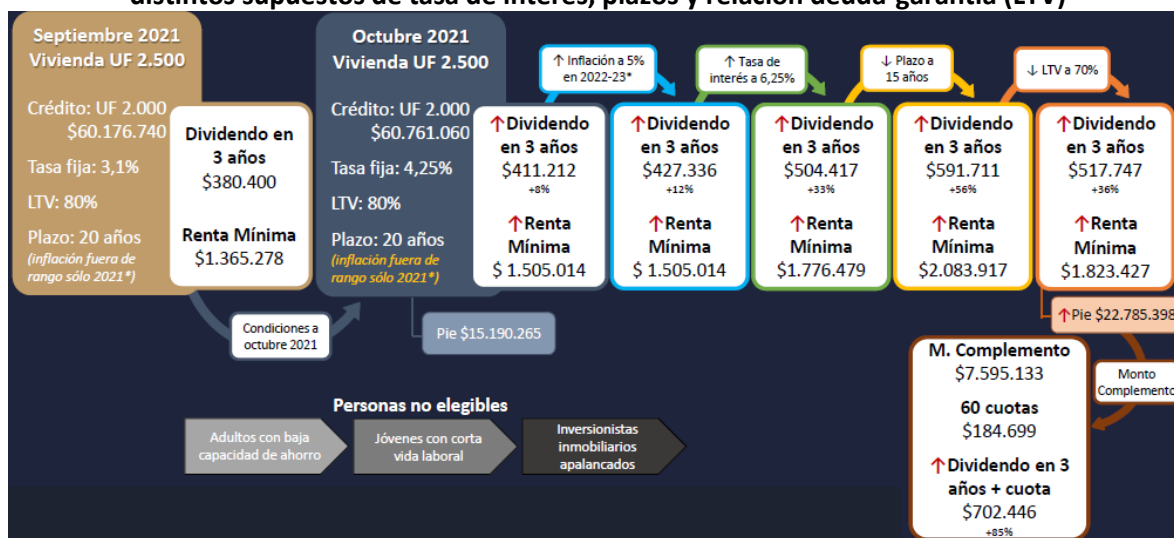 distintos supuestos de tasa de interés, plazos y relación deuda-garantía (LTV)
Septiembre 2021
Vivienda UF 2.500
Crédito: UF 2.000
$60.176.740
Tasa fija: 3,1%
LTV: 80%
Plazo: 20 años
(inflación fuera de
rango sólo 2021*)
Dividendo en
3 años
$380.400
Renta Mínima
$1.365.278
Condiciones a
octubre 2021
Octubre 2021
Vivienda UF 2.500
Crédito: UF 2.000
$60.761.060
Tasa fija: 4,25%
LTV: 80%
Plazo: 20 años
(inflación fuera de
rango sólo 2021*)
Pie $15.190.265
↑Dividendo
en 3 años
$411.212
+8%
↑Renta
Mínima
$ 1.505.014
↑ Inflación a 5%
en 2022-23*
↑Dividendo
en 3 años
$427.336
+12%
↑Renta
Mínima
$ 1.505.014
↑ Tasa de
interés a 6,25%
↑Dividendo
en 3 años
$504.417
+33%
↑Renta
Mínima
$1.776.479
↓ Plazo a
15 años
↑Dividendo
en 3 años
$591.711
+56%
↑Renta
Mínima
$2.083.917
↓ LTV a 70%
↑Dividendo
en 3 años
$517.747
+36%
↑Renta
Mínima
$1.823.427
↑Pie $22.785.398
Monto
Complemento
M. Complemento
$7.595.133
60 cuotas
$184.699
↑Dividendo en 3
años + cuota
$702.446
+85%
Personas no elegibles
Adultos con baja
capacidad de ahorro
Jóvenes con corta
vida laboral
Inversionistas
inmobiliarios
apalancados